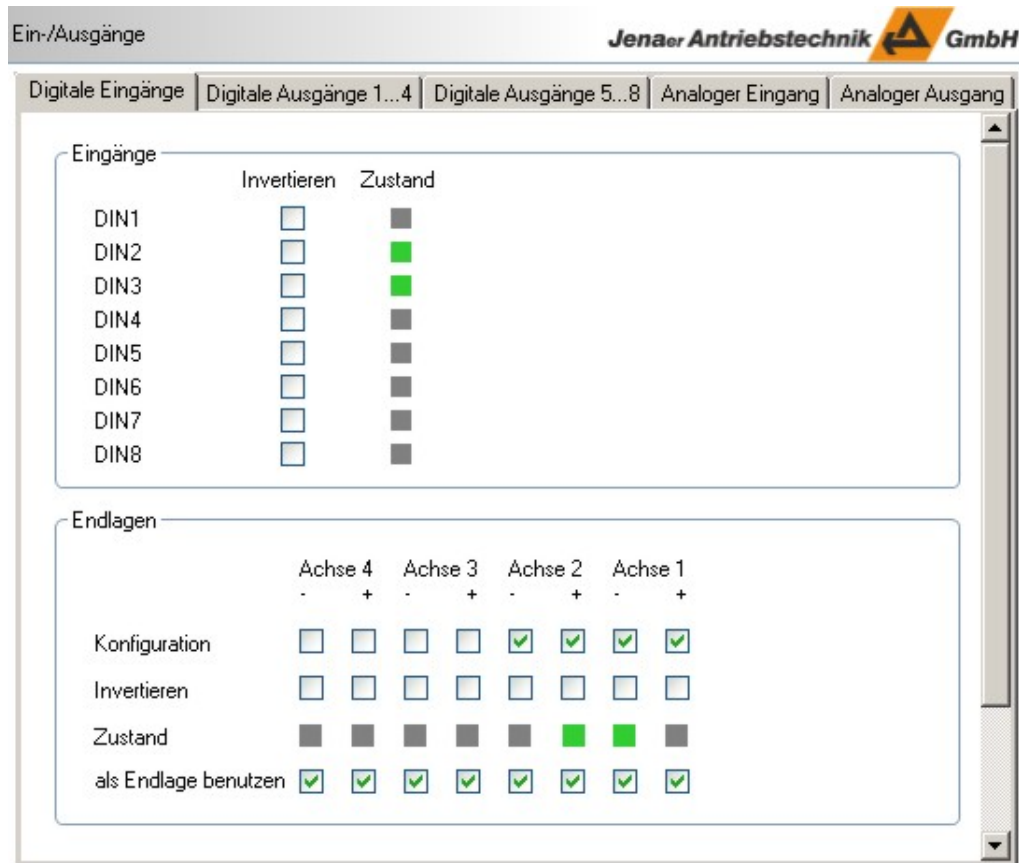 Ein-/Ausgänge
Jenaer Antriebstechnik GmbH
Digitale Eingänge Digitale Ausgänge 1...4 Digitale Ausgänge 5...8 Analoger Eingang Analoger Ausgang
Eingänge
Invertieren Zustand
DIN1
DIN2
DIN3
DIN4
DIN5
DIN6
DIN7
DIN8
Endlagen
Achse 4 Achse 3 Achse 2 Achse 1
- + - + - + - +
Konfiguration
Invertieren
Zustand
als Endlage benutzen